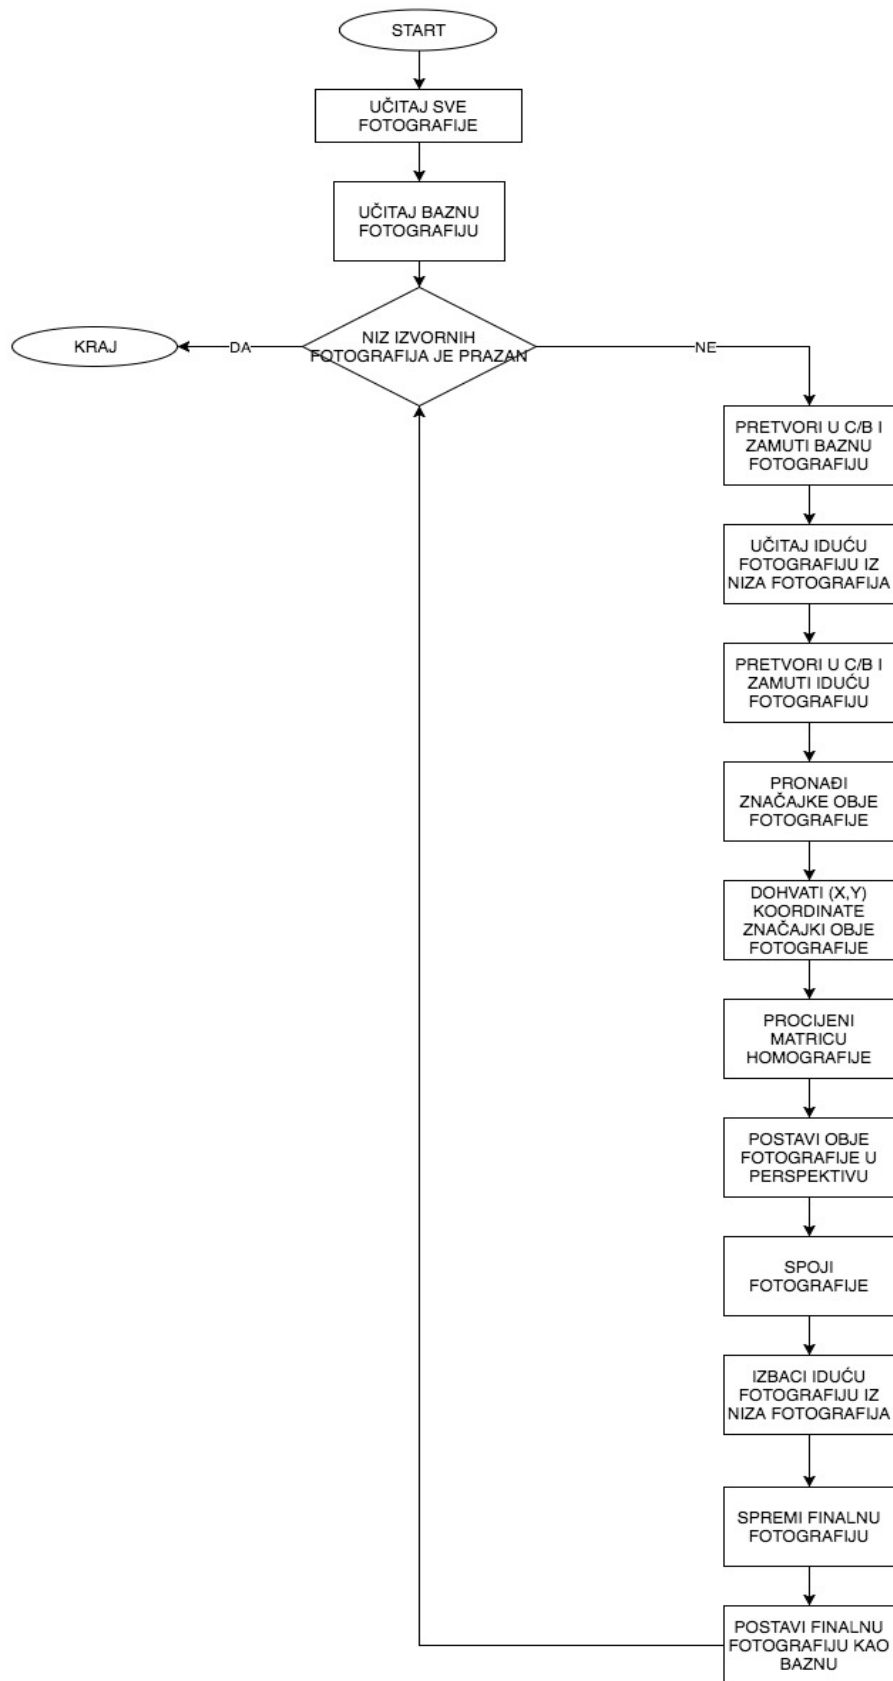 START
UČITAJ SVE
FOTOGRAFIJE
UČITAJ BAZNU
FOTOGRAFIJU
NIZ IZVORNIH
FOTOGRAFIJA JE PRAZAN
DA
KRAJ
NE
PRETVORI U C/B I
ZAMUTI BAZNU
FOTOGRAFIJU
UČITAJ IDUĆU
FOTOGRAFIJU IZ
NIZA FOTOGRAFIJA
PRETVORI U C/B I
ZAMUTI IDUĆU
FOTOGRAFIJU
PRONAĐI
ZNAČAJKE OBJE
FOTOGRAFIJE
DOHVATI (X,Y)
KOORDINATE
ZNAČAJKI OBJE
FOTOGRAFIJE
PROCIJENI
MATRICU
HOMOGRAFIJE
POSTAVI OBJE
FOTOGRAFIJE U
PERSPEKTIVU
SPOJI
FOTOGRAFIJE
IZBACI IDUĆU
FOTOGRAFIJU IZ
NIZA FOTOGRAFIJA
SPREMI FINALNU
FOTOGRAFIJU
POSTAVI FINALNU
FOTOGRAFIJU KAO
BAZNU